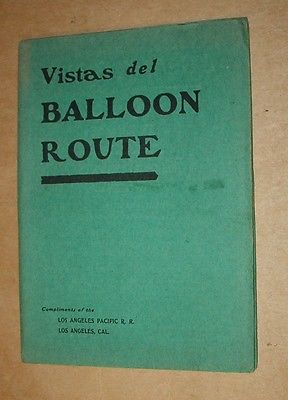 Vistas del
BALLOON
ROUTE
Compliments of the
LOS ANGELES PACIFIC R. R.
LOS ANGELES, CAL.